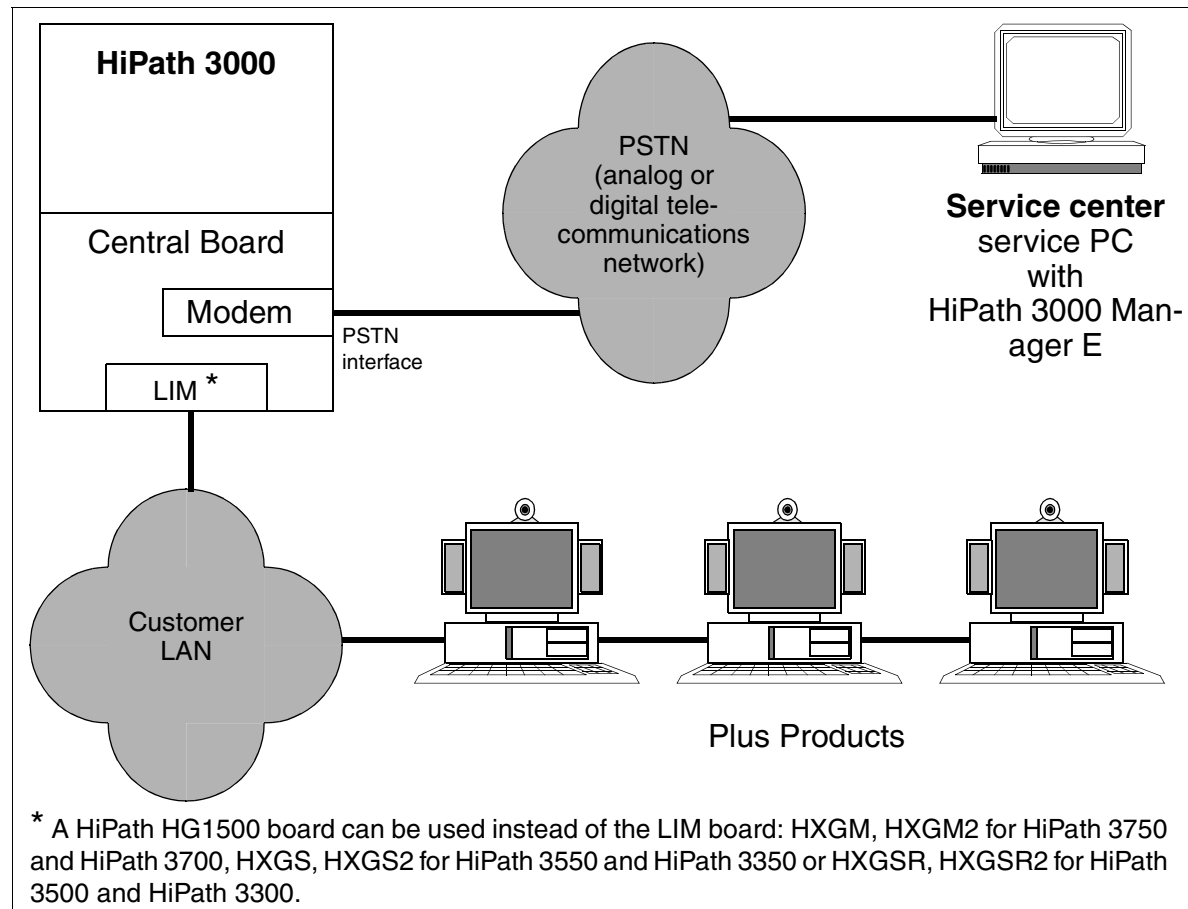 HiPath 3000
Central Board
Modem
LIM *
PSTN
interface
PSTN
(analog or
digital tele-
communications
network)
Service center
service PC
with
HiPath 3000 Man-
ager E
Customer
LAN
Plus Products
* A HiPath HG1500 board can be used instead of the LIM board: HXGM, HXGM2 for HiPath 3750
and HiPath 3700, HXGS, HXGS2 for HiPath 3550 and HiPath 3350 or HXGSR, HXGSR2 for HiPath
3500 and HiPath 3300.